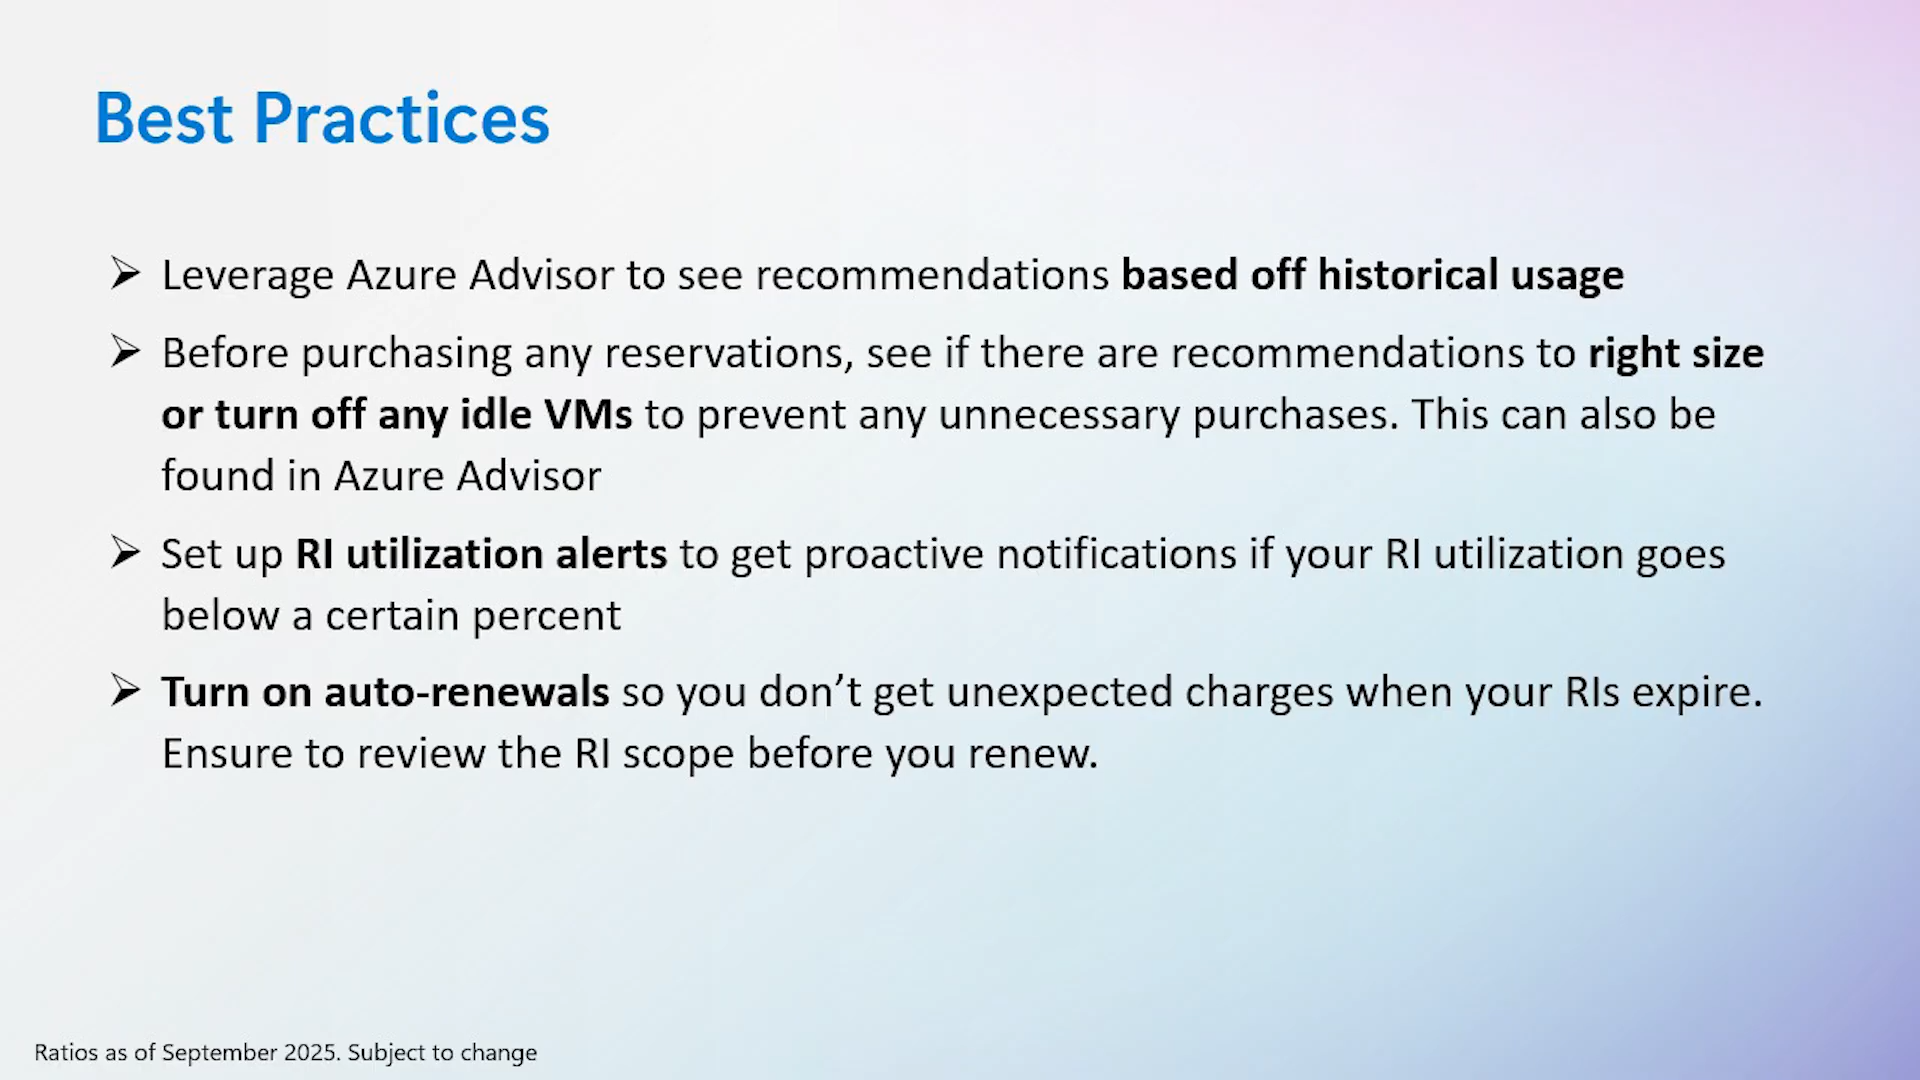 Best Practices
➢ Leverage Azure Advisor to see recommendations based off historical usage
➢ Before purchasing any reservations, see if there are recommendations to right size
or turn off any idle VMs to prevent any unnecessary purchases. This can also be
found in Azure Advisor
➢ Set up RI utilization alerts to get proactive notifications if your RI utilization goes
below a certain percent
➢ Turn on auto-renewals so you don’t get unexpected charges when your RIs expire.
Ensure to review the RI scope before you renew.
Ratios as of September 2025. Subject to change